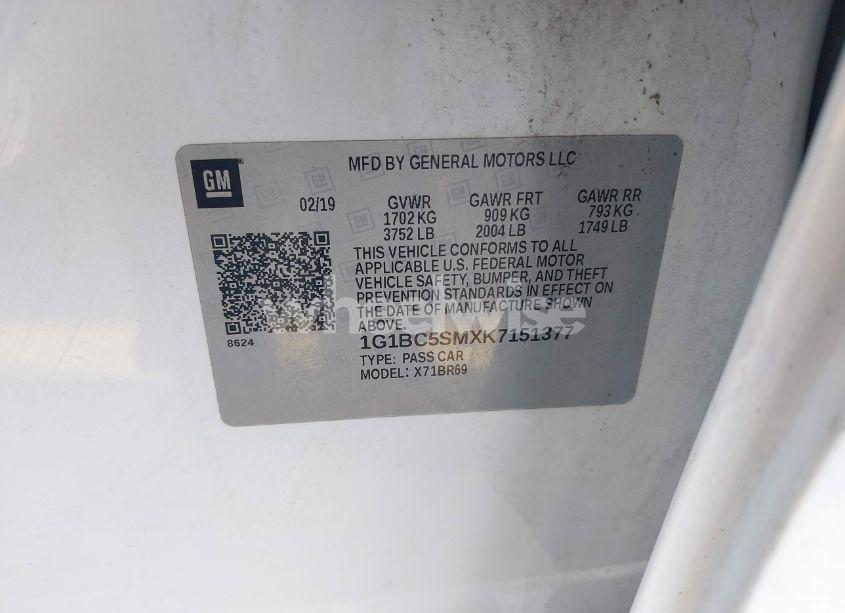 GM
MFD BY GENERAL MOTORS LLC
02/19 GVWR GAWR FRT GAWR RR
1702 KG 909 KG 793 KG
3752 LB 2004 LB 1749 LB
THIS VEHICLE CONFORMS TO ALL
APPLICABLE U.S. FEDERAL MOTOR
VEHICLE SAFETY, BUMPER, AND THEFT
PREVENTION STANDARDS IN EFFECT ON
THE DATE OF MANUFACTURE SHOWN
ABOVE.
8624
1G1BC5SMXK7151377
TYPE: PASS CAR
MODEL: X71BR69
wheelwise